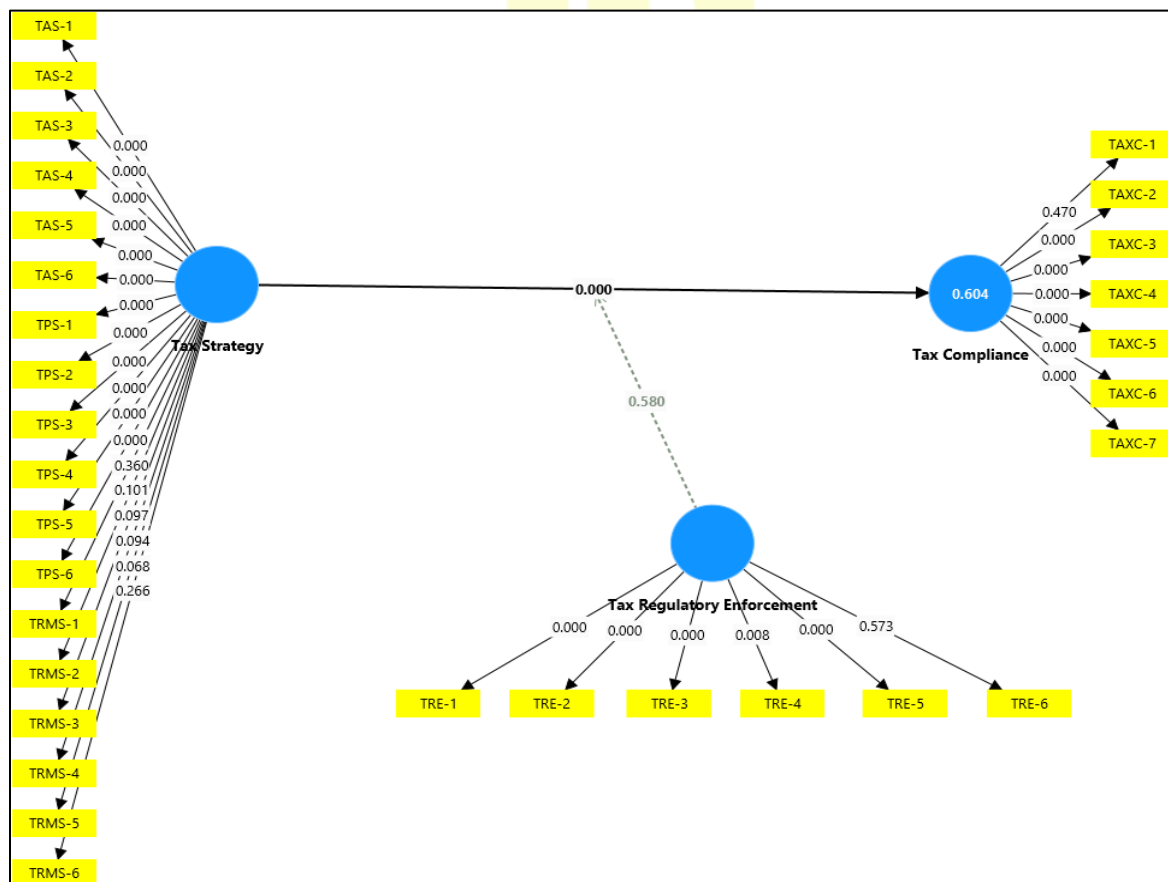 TAS-1
TAS-2
TAS-3
TAS-4
TAS-5
TAS-6
TPS-1
TPS-2
TPS-3
TPS-4
TPS-5
TPS-6
TRMS-1
TRMS-2
TRMS-3
TRMS-4
TRMS-5
TRMS-6
0.000
0.000
0.000
0.000
0.000
0.000
0.000
0.000
0.000
0.000
0.000
0.360
0.101
0.097
0.094
0.068
0.266
Tax Strategy
0.000
0.580
0.604
Tax Compliance
0.470
0.000
0.000
0.000
0.000
0.000
0.000
TAXC-1
TAXC-2
TAXC-3
TAXC-4
TAXC-5
TAXC-6
TAXC-7
Tax Regulatory Enforcement
0.000
0.000
0.000
0.008
0.000
0.573
TRE-1
TRE-2
TRE-3
TRE-4
TRE-5
TRE-6